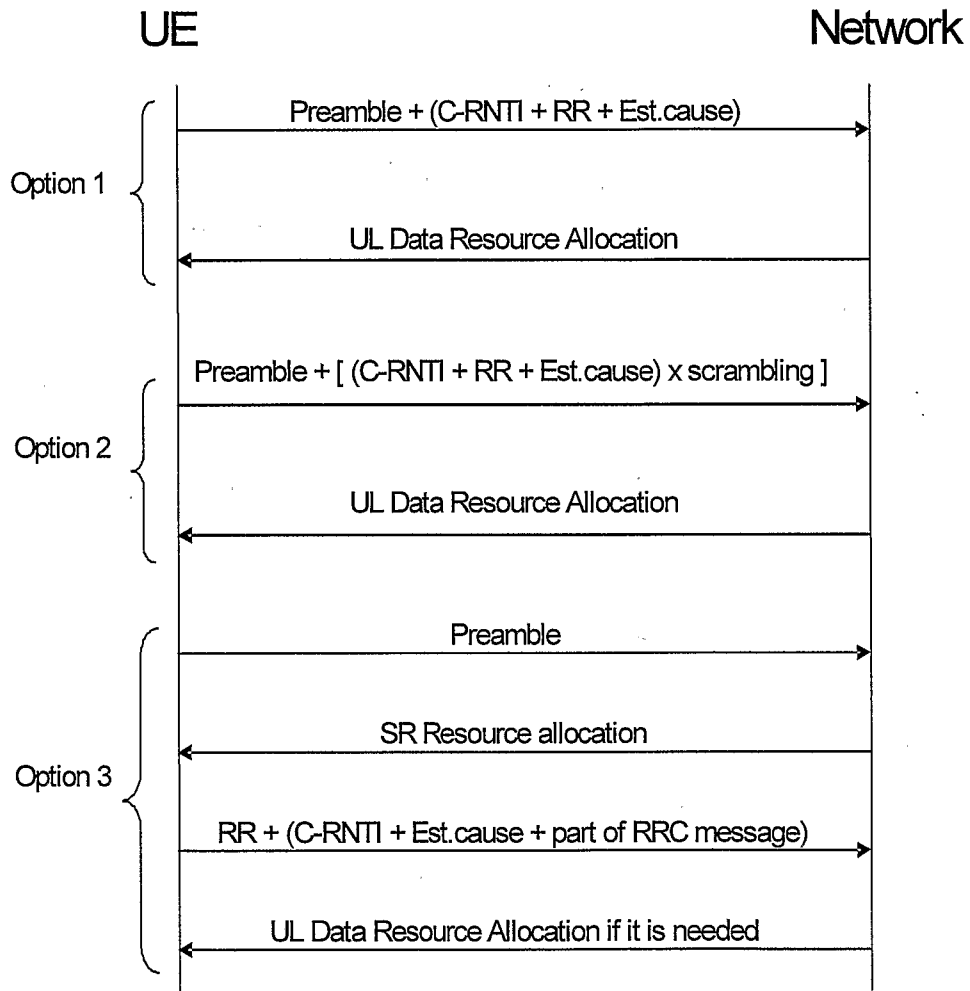 UE
Network
Preamble + (C-RNTI + RR + Est.cause)
Option 1
UL Data Resource Allocation
Preamble + [ (C-RNTI + RR + Est.cause) x scrambling ]
Option 2
UL Data Resource Allocation
Preamble
SR Resource allocation
Option 3
RR + (C-RNTI + Est.cause + part of RRC message)
UL Data Resource Allocation if it is needed